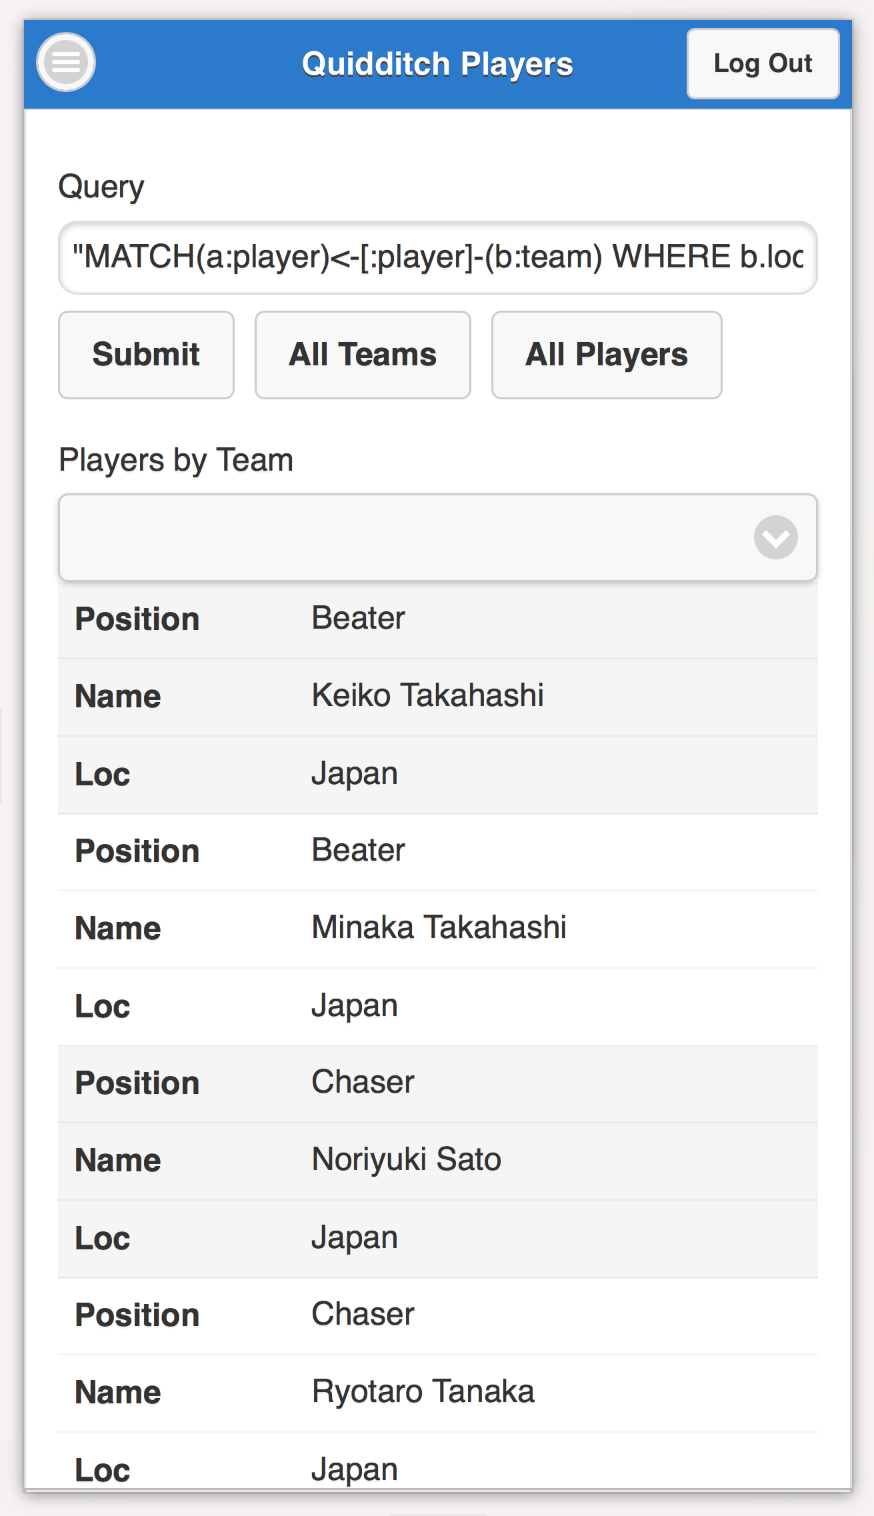 Quidditch Players
Log Out
Query
"MATCH(a:player)<-[:player]-(b:team) WHERE b.loc
Submit
All Teams
All Players
Players by Team
Position Beater
Name Keiko Takahashi
Loc Japan
Position Beater
Name Minaka Takahashi
Loc Japan
Position Chaser
Name Noriyuki Sato
Loc Japan
Position Chaser
Name Ryotaro Tanaka
Loc Japan